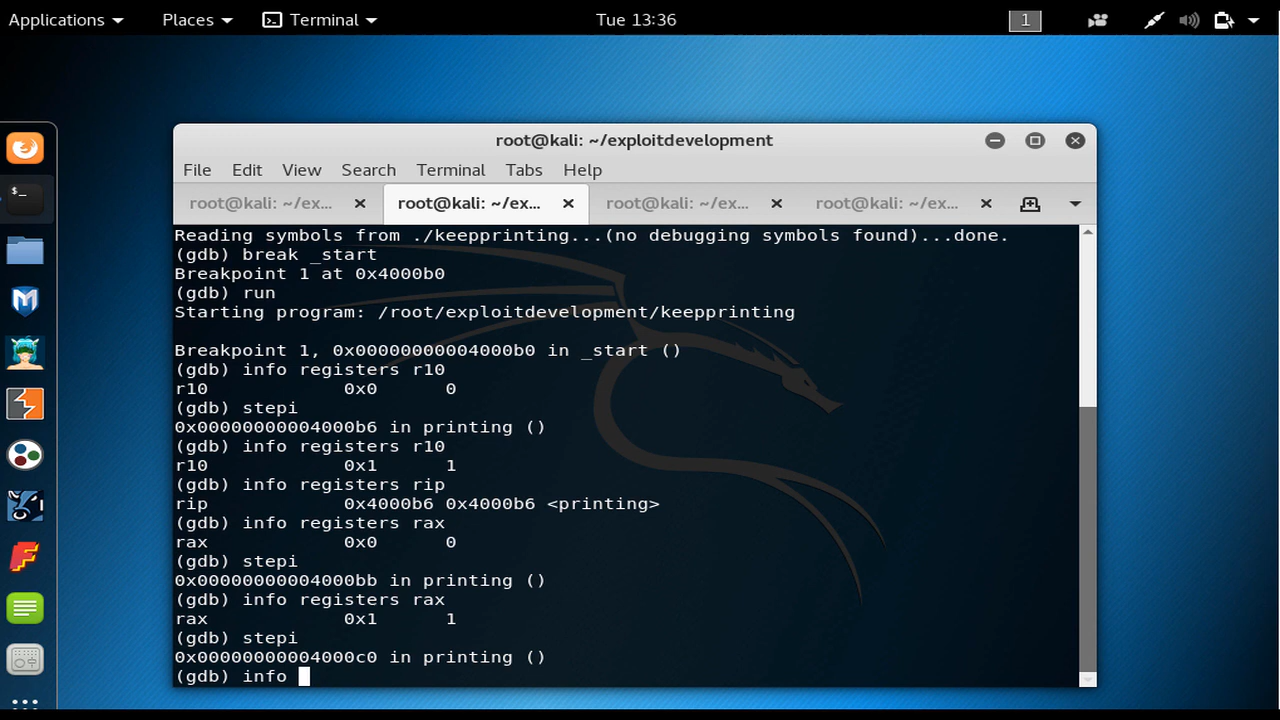 Applications Places Terminal Tue 13:36 1
root@kali: ~/exploitdevelopment
File Edit View Search Terminal Tabs Help
root@kali: ~/ex... root@kali: ~/ex... root@kali: ~/ex... root@kali: ~/ex...
Reading symbols from ./keepprinting...(no debugging symbols found)...done.
(gdb) break _start
Breakpoint 1 at 0x4000b0
(gdb) run
Starting program: /root/exploitdevelopment/keepprinting
Breakpoint 1, 0x00000000004000b0 in _start ()
(gdb) info registers r10
r10 0x0 0
(gdb) stepi
0x00000000004000b6 in printing ()
(gdb) info registers r10
r10 0x1 1
(gdb) info registers rip
rip 0x4000b6 0x4000b6 <printing>
(gdb) info registers rax
rax 0x0 0
(gdb) stepi
0x00000000004000bb in printing ()
(gdb) info registers rax
rax 0x1 1
(gdb) stepi
0x00000000004000c0 in printing ()
(gdb) info